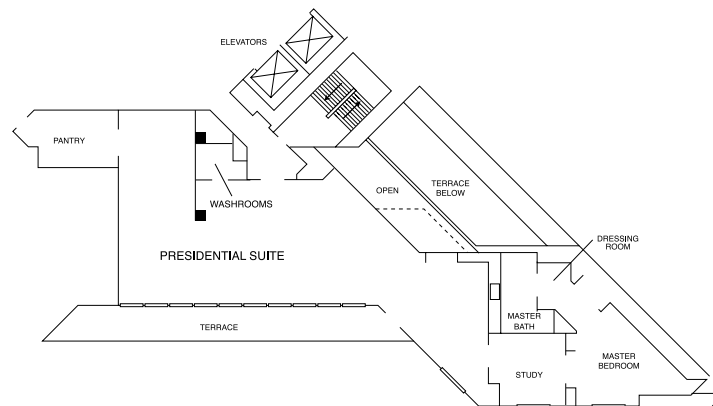 ELEVATORS
PANTRY
WASHROOMS
OPEN
TERRACE
BELOW
DRESSING
ROOM
PRESIDENTIAL SUITE
TERRACE
MASTER
BATH
STUDY
MASTER
BEDROOM